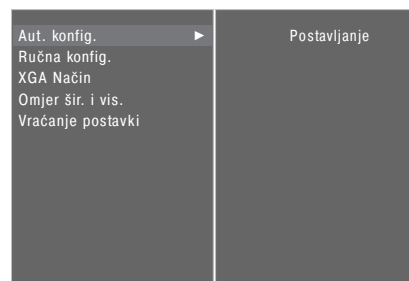 Aut. konfig. ►
Ručna konfig.
XGA Način
Omjer šir. i vis.
Vraćanje postavki
Postavljanje